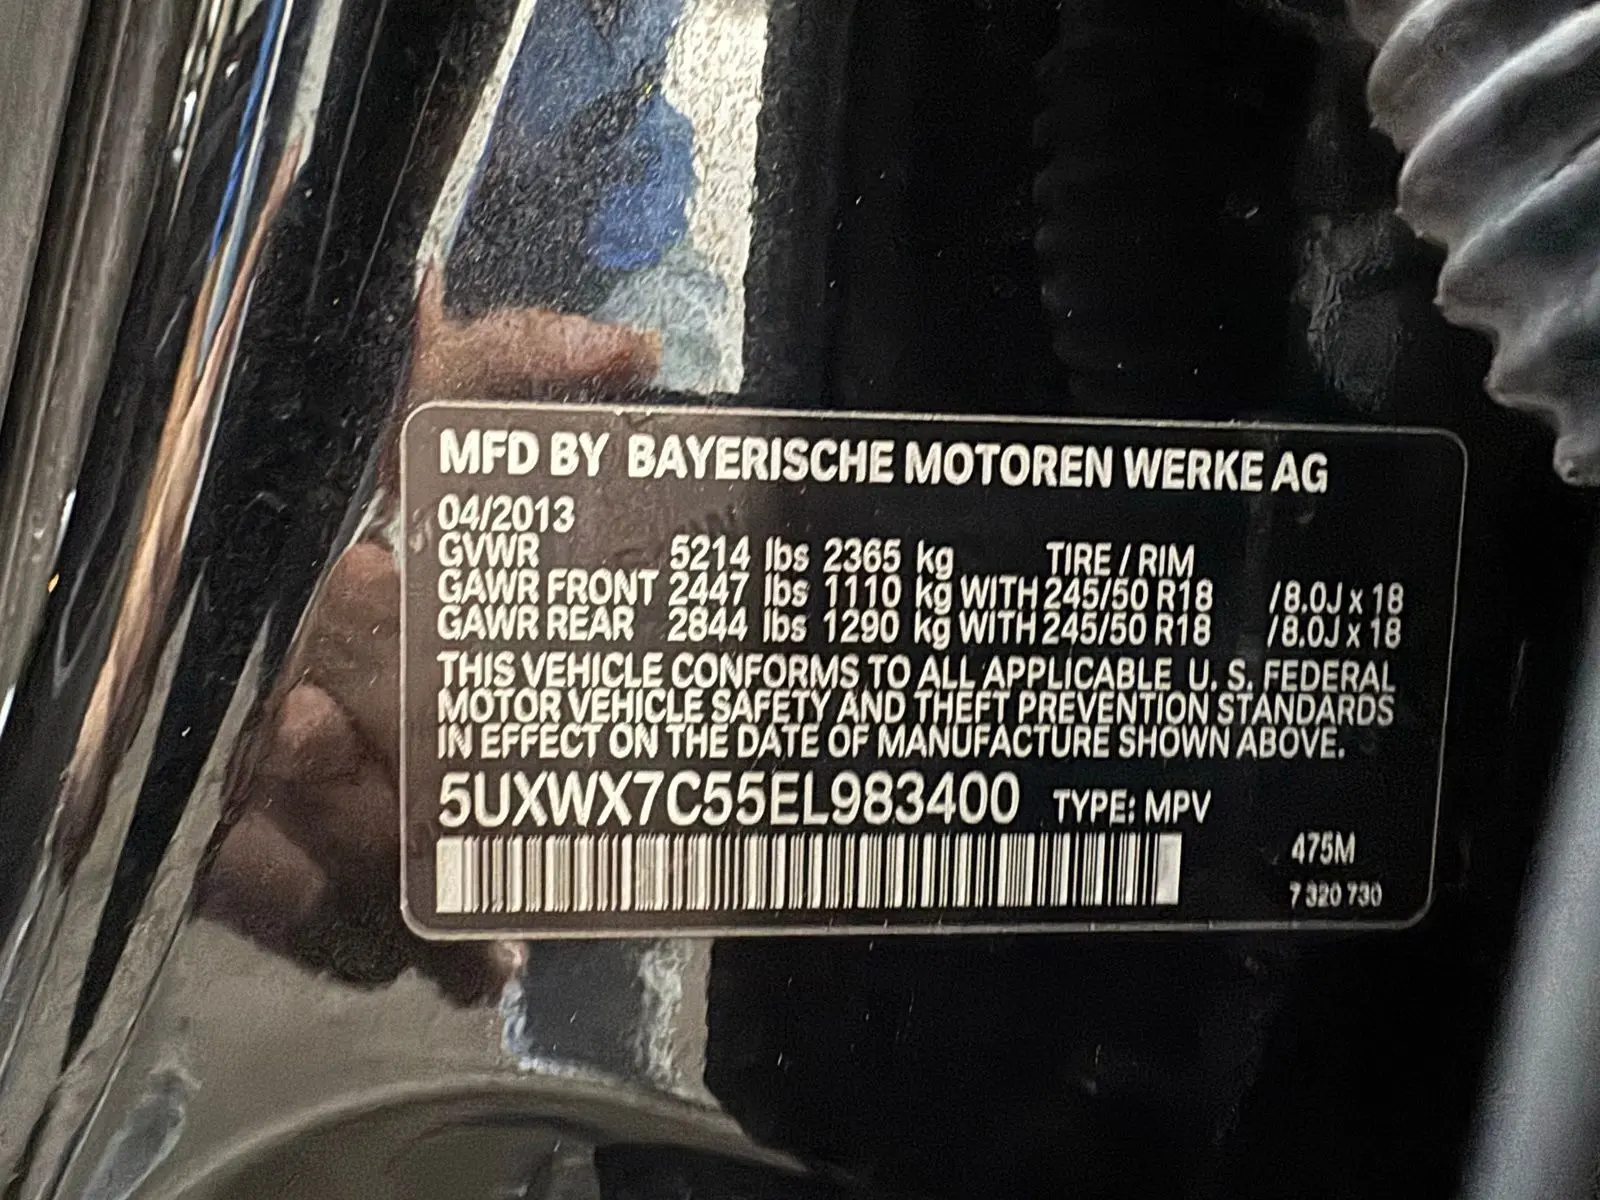 MFD BY BAYERISCHE MOTOREN WERKE AG
04/2013
GVWR 5214 lbs 2365 kg TIRE / RIM
GAWR FRONT 2447 lbs 1110 kg WITH 245/50 R18 /8.0J x 18
GAWR REAR 2844 lbs 1290 kg WITH 245/50 R18 /8.0J x 18
THIS VEHICLE CONFORMS TO ALL APPLICABLE U. S. FEDERAL
MOTOR VEHICLE SAFETY AND THEFT PREVENTION STANDARDS
IN EFFECT ON THE DATE OF MANUFACTURE SHOWN ABOVE.
5UXWX7C55EL983400 TYPE: MPV
475M
7 320 730